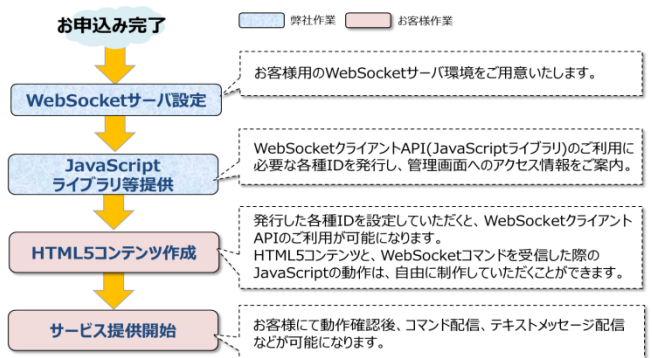 お申込み完了
弊社作業
お客様作業
WebSocketサーバ設定
お客様用のWebSocketサーバ環境をご用意いたします。
JavaScript
ライブラリ等提供
WebSocketクライアントAPI(JavaScriptライブラリ)のご利用に
必要な各種IDを発行し、管理画面へのアクセス情報をご案内。
HTML5コンテンツ作成
発行した各種IDを設定していただくと、WebSocketクライアント
APIのご利用が可能になります。
HTML5コンテンツと、WebSocketコマンドを受信した際の
JavaScriptの動作は、自由に制作していただくことができます。
サービス提供開始
お客様にて動作確認後、コマンド配信、テキストメッセージ配信
などが可能になります。